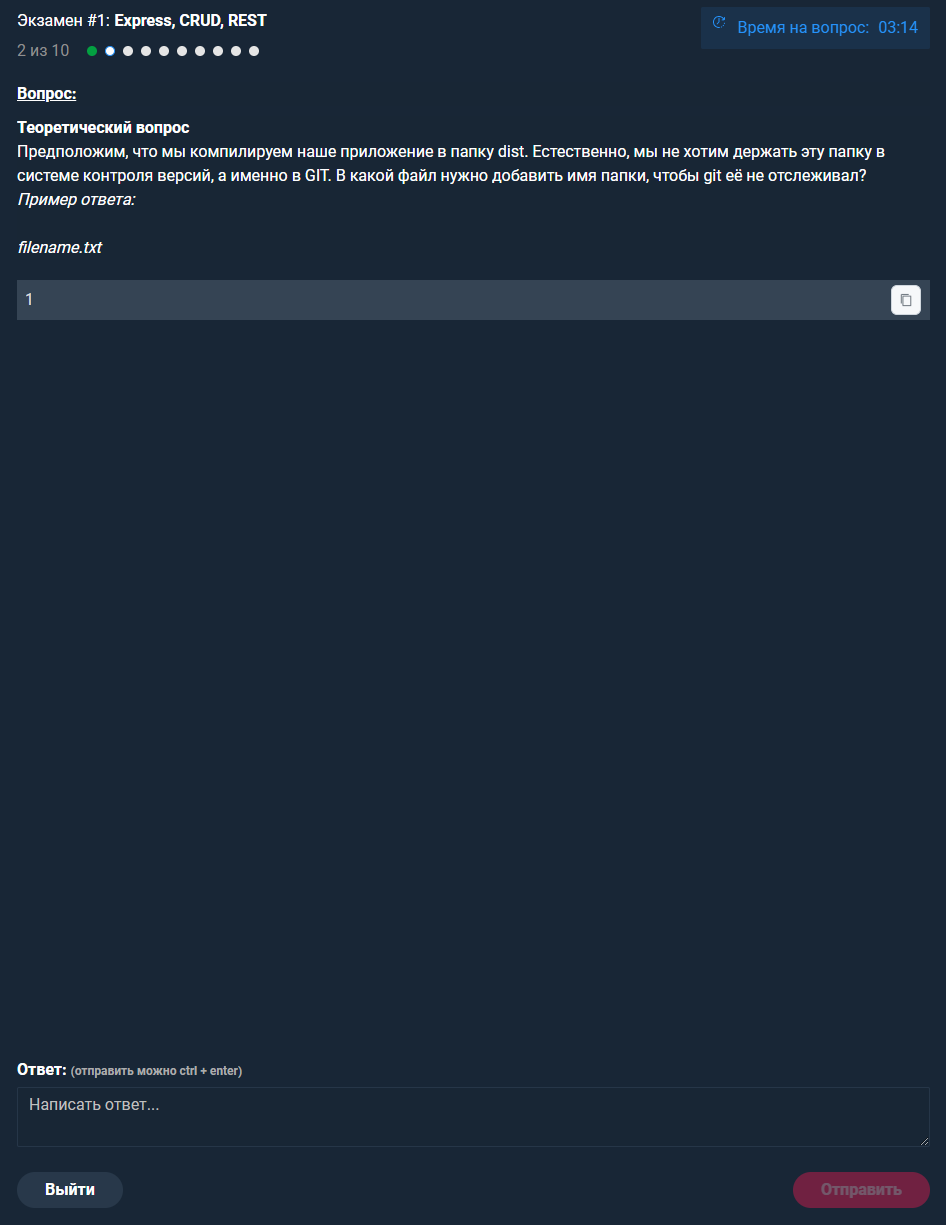 Экзамен #1: Express, CRUD, REST
Время на вопрос: 03:14
2 из 10
Вопрос:
Теоретический вопрос
Предположим, что мы компилируем наше приложение в папку dist. Естественно, мы не хотим держать эту папку в
системе контроля версий, а именно в GIT. В какой файл нужно добавить имя папки, чтобы git её не отслеживал?
Пример ответа:
filename.txt
1
Ответ: (отправить можно ctrl + enter)
Написать ответ...
Выйти
Отправить